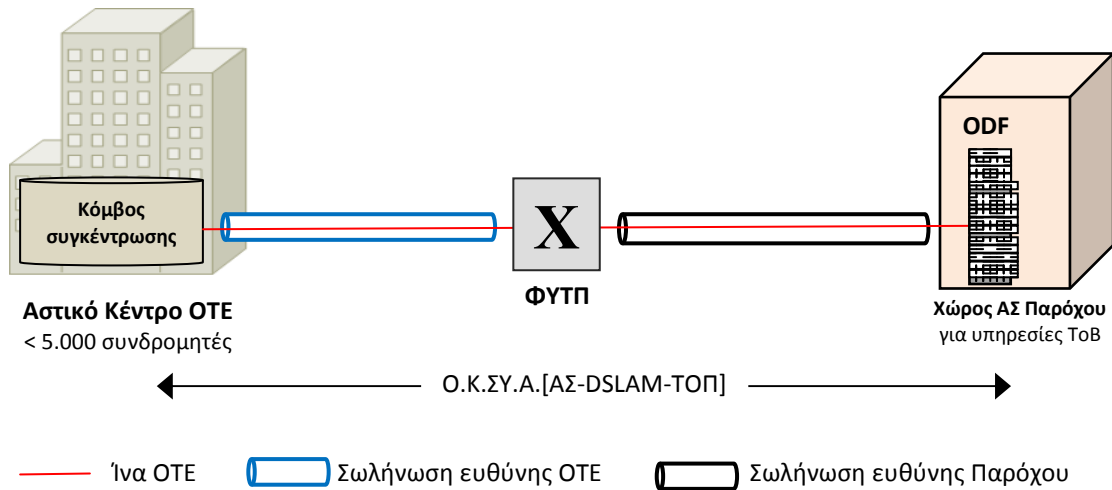 ODF
Κόμβος
συγκέντρωσης
X
ΦΥΤΠ
Αστικό Κέντρο ΟΤΕ
< 5.000 συνδρομητές
Χώρος ΑΣ Παρόχου
για υπηρεσίες ToB
Ο.Κ.ΣΥ.Α.[ΑΣ-DSLAM-ΤΟΠ]
Ίνα ΟΤΕ
Σωλήνωση ευθύνης ΟΤΕ
Σωλήνωση ευθύνης Παρόχου